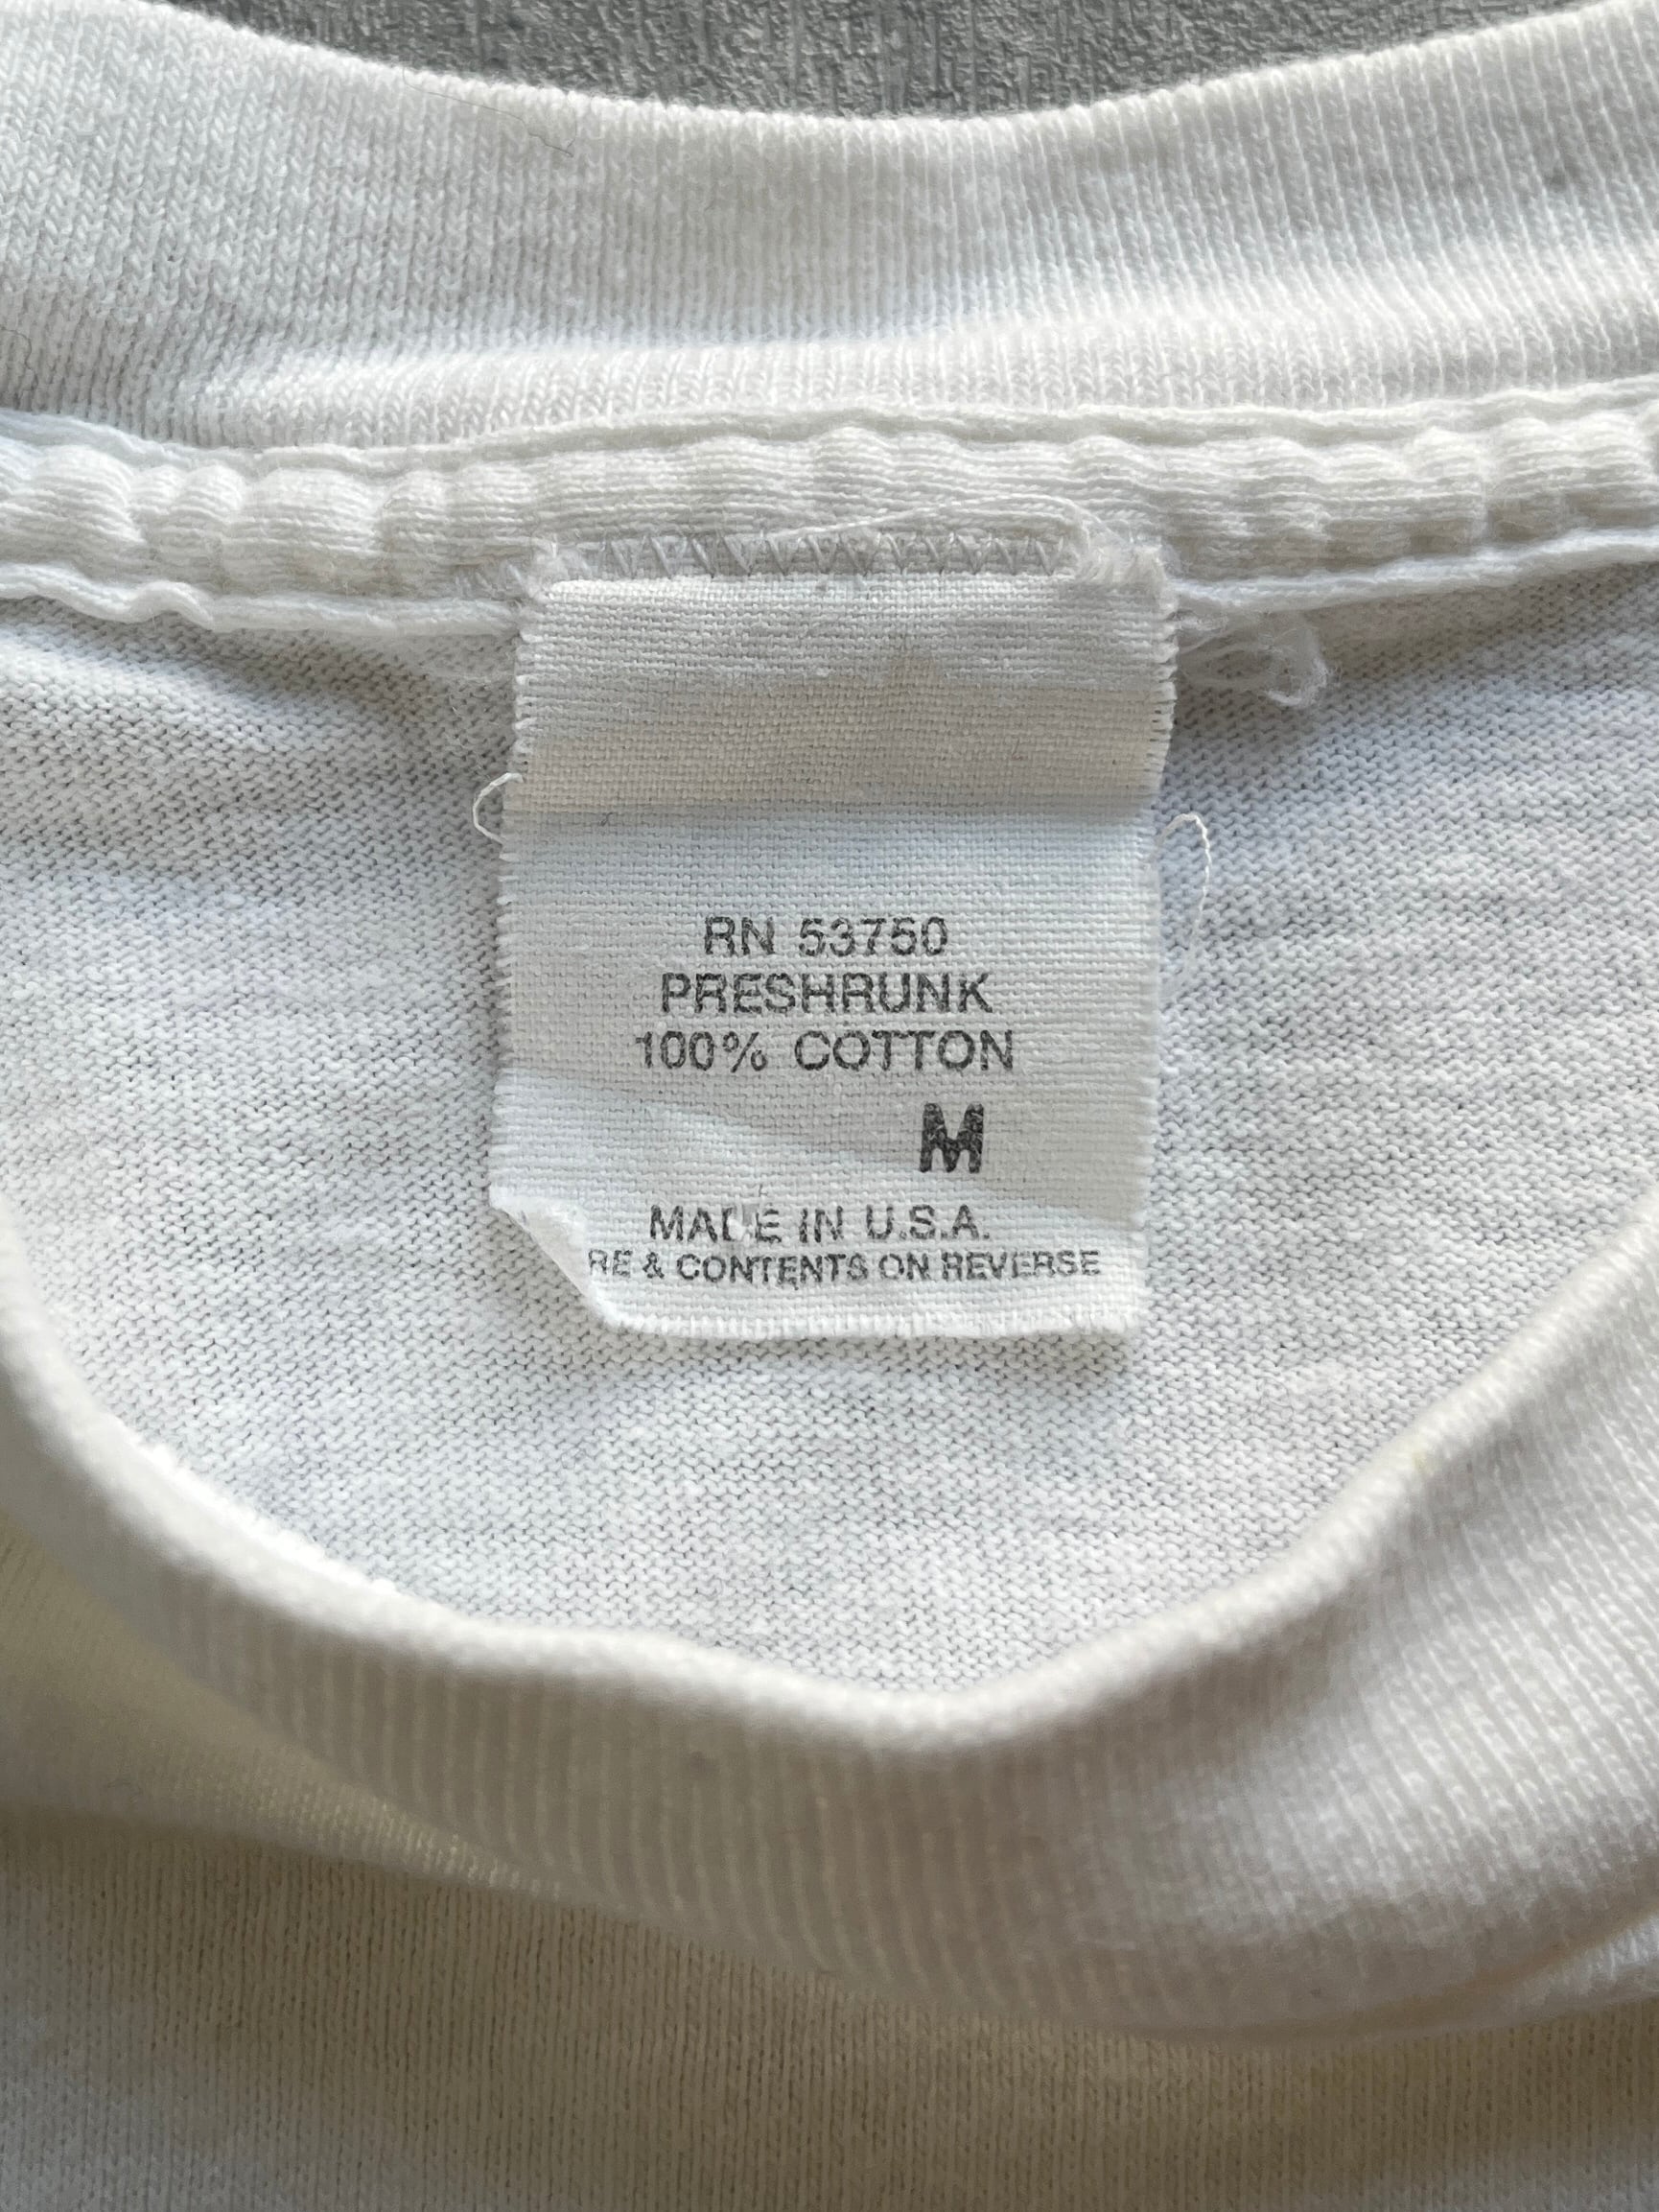 RN 53750
PRESHRUNK
100% COTTON
M
MADE IN U.S.A.
RE & CONTENTS ON REVERSE